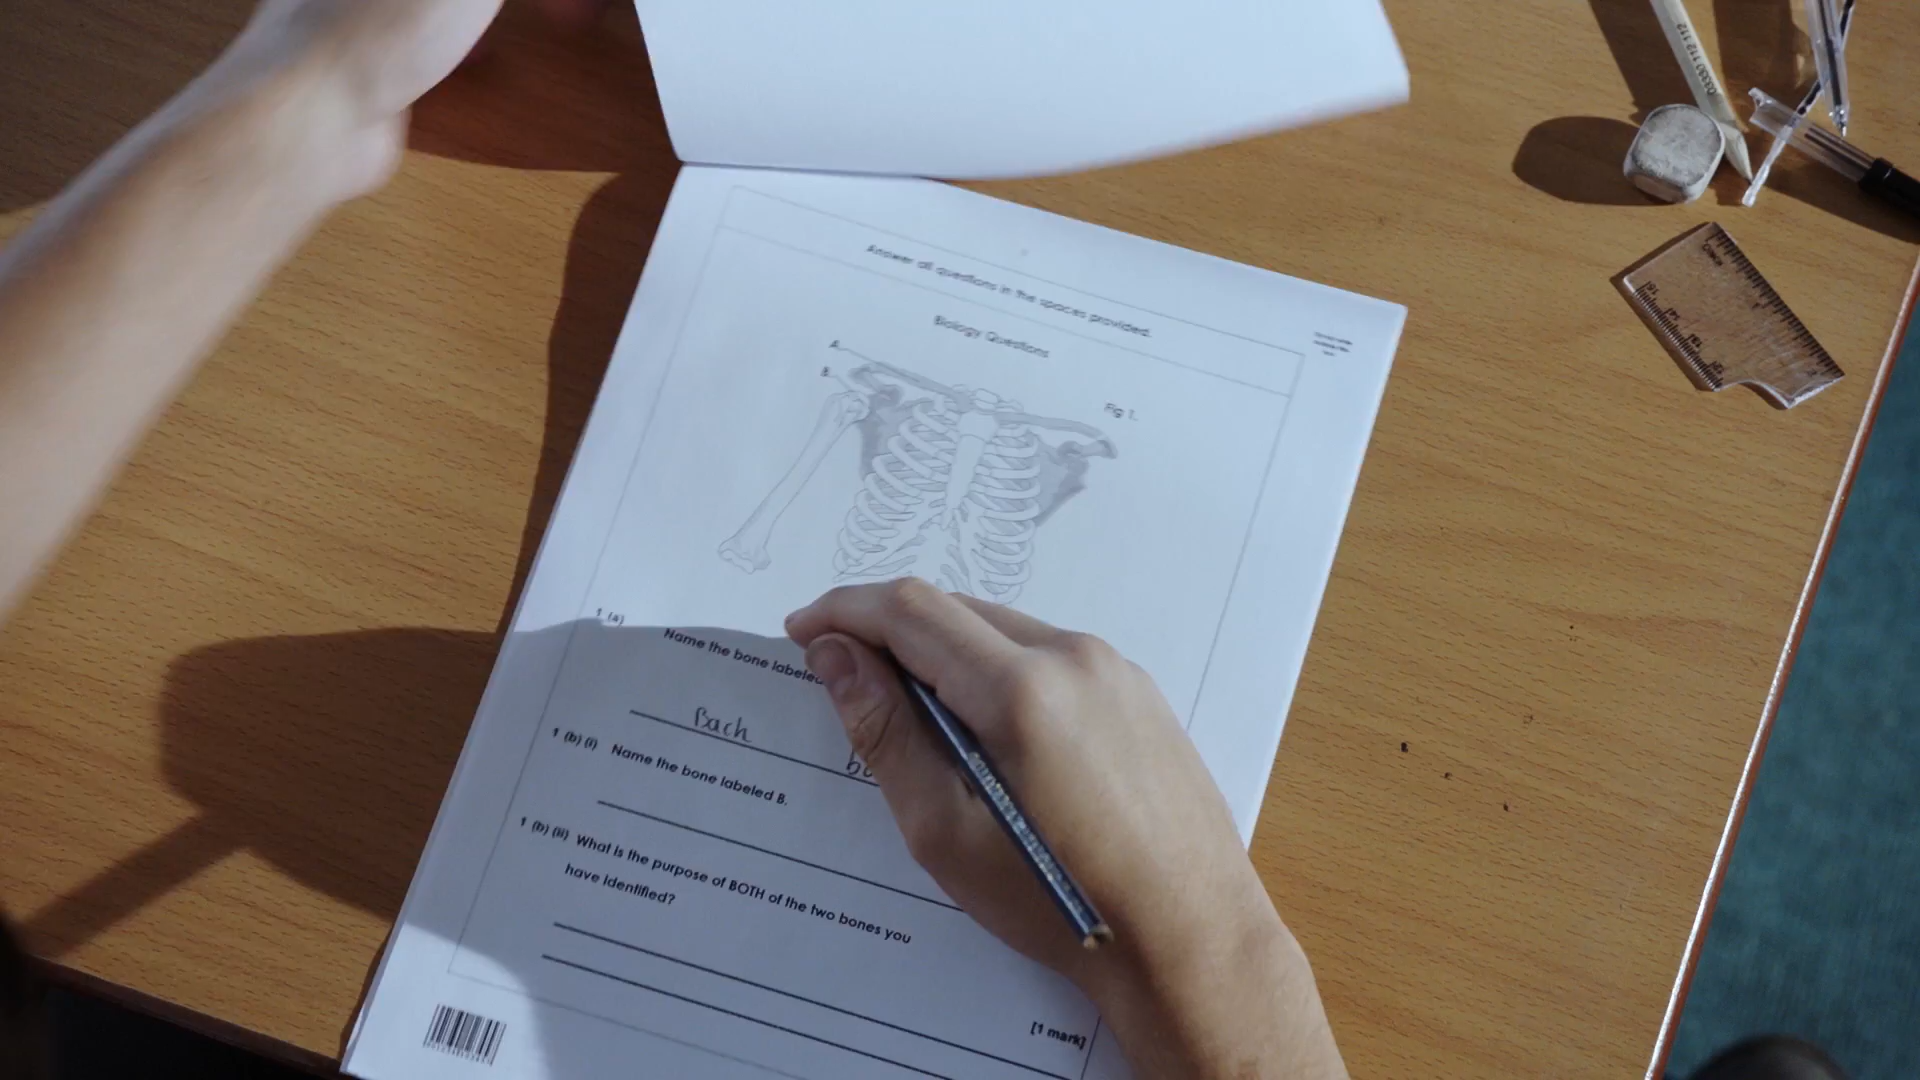 Answer all questions in the spaces provided.
Biology Questions
A
B
Fig 1.
1 (a)
Name the bone labeled
Bach
1 (b) (i) Name the bone labeled B.
1 (b) (ii) What is the purpose of BOTH of the two bones you
have identified?
[1 mark]